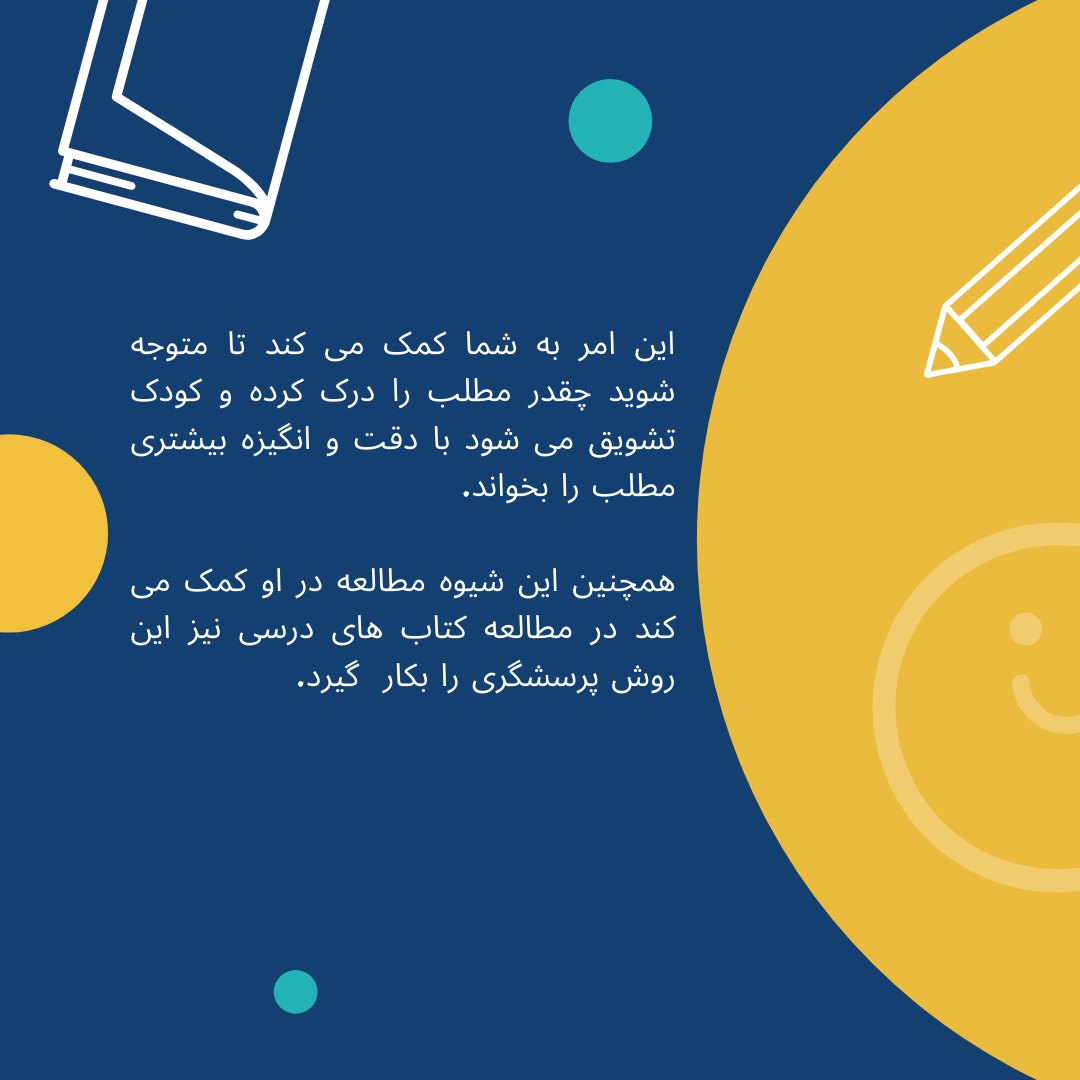 این امر به شما کمک می کند تا متوجه
شوید چقدر مطلب را درک کرده و کودک
تشویق می شود با دقت و انگیزه بیشتری
مطلب را بخواند.
همچنین این شیوه مطالعه در او کمک می
کند در مطالعه کتاب های درسی نیز این
روش پرسشگری را بکار  گیرد.